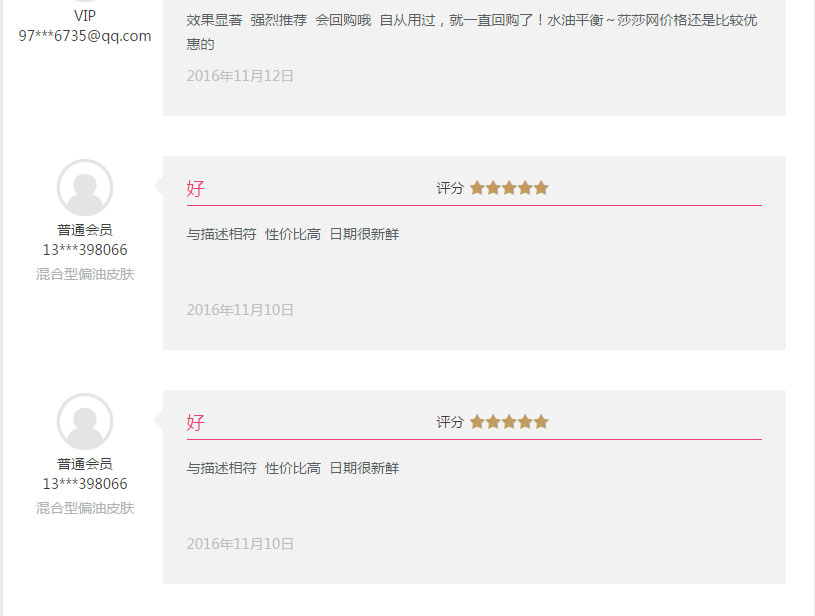 VIP
97***6735@qq.com
效果显著 强烈推荐 会回购哦 自从用过，就一直回购了！水油平衡～莎莎网价格还是比较优
惠的
2016年11月12日
普通会员
13***398066
混合型偏油皮肤
好
评分
与描述相符 性价比高 日期很新鲜
2016年11月10日
普通会员
13***398066
混合型偏油皮肤
好
评分
与描述相符 性价比高 日期很新鲜
2016年11月10日